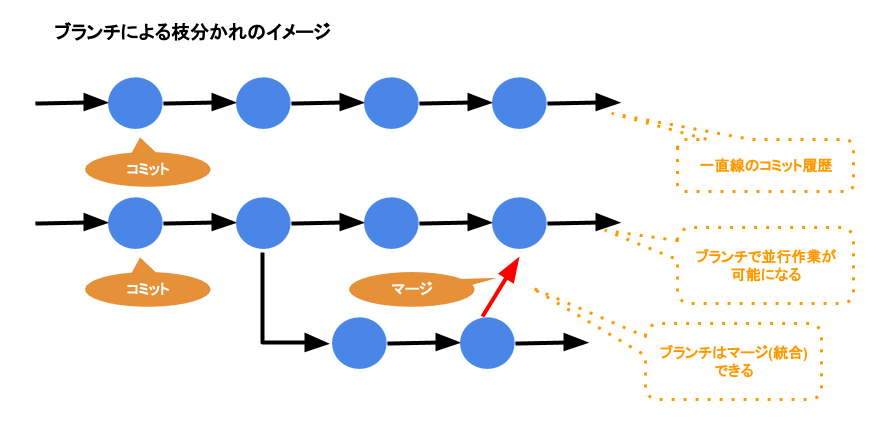 ブランチによる枝分かれのイメージ
コミット
一直線のコミット履歴
コミット
マージ
ブランチで並行作業が
可能になる
ブランチはマージ(統合)
できる